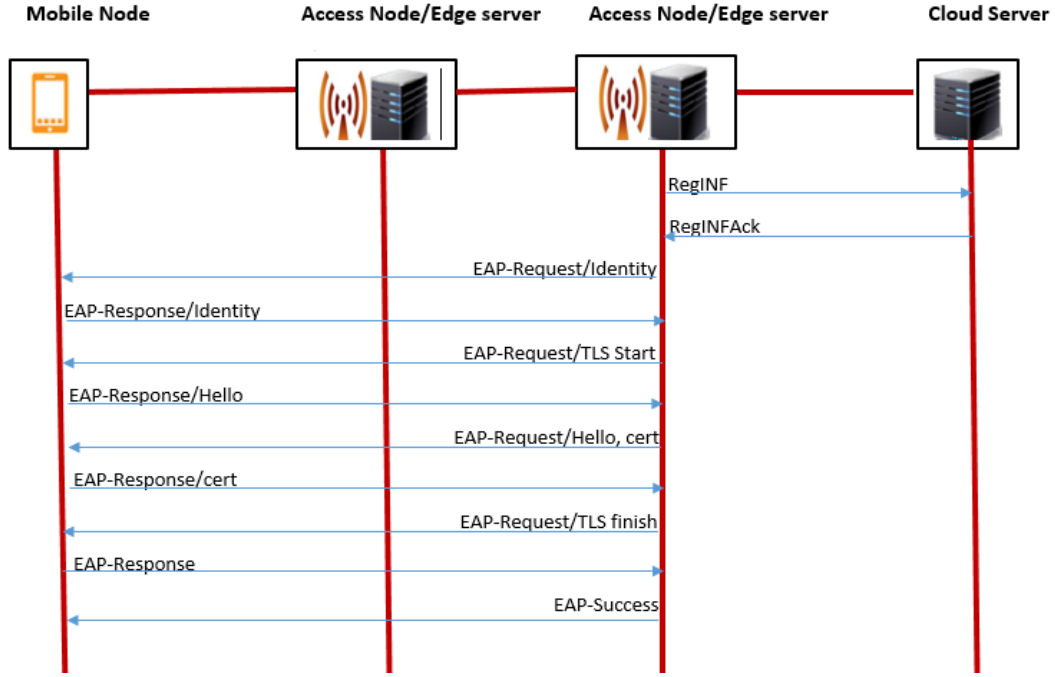 Mobile Node
Access Node/Edge server
Access Node/Edge server
Cloud Server
RegINF
RegINFAck
EAP-Request/Identity
EAP-Response/Identity
EAP-Request/TLS Start
EAP-Response/Hello
EAP-Request/Hello, cert
EAP-Response/cert
EAP-Request/TLS finish
EAP-Response
EAP-Success